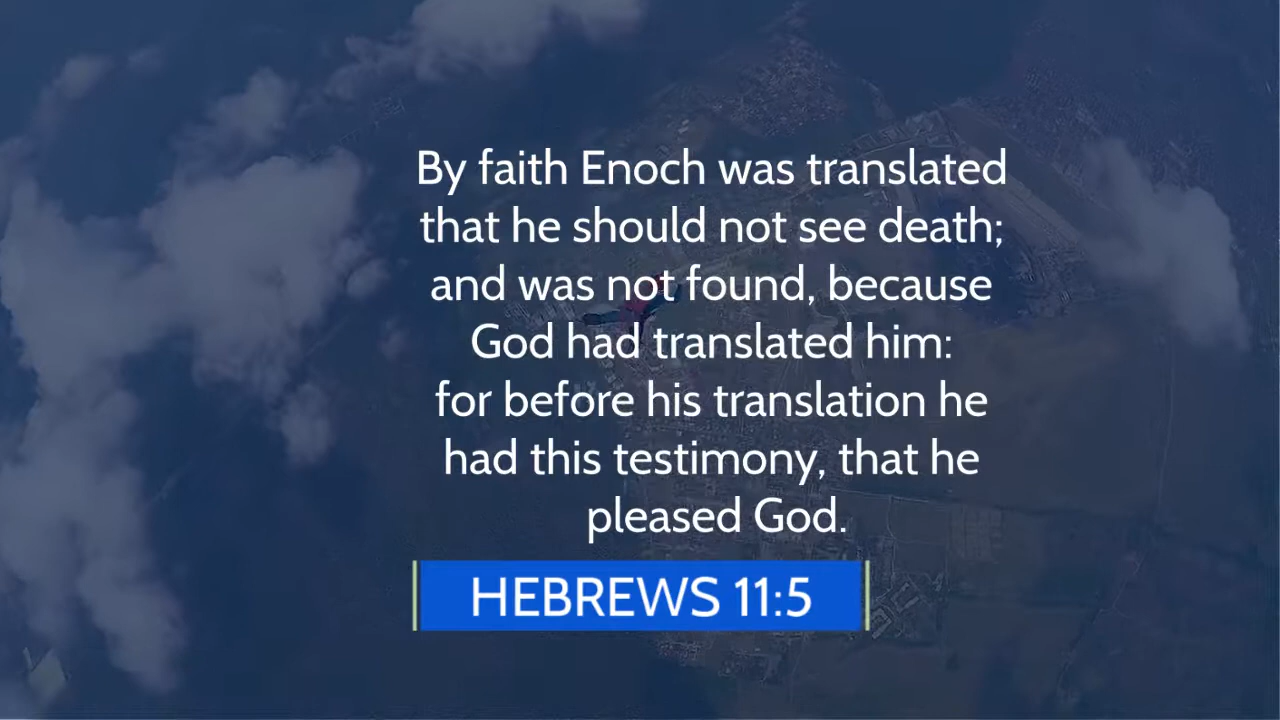 By faith Enoch was translated
that he should not see death;
and was not found, because
God had translated him:
for before his translation he
had this testimony, that he
pleased God.
HEBREWS 11:5